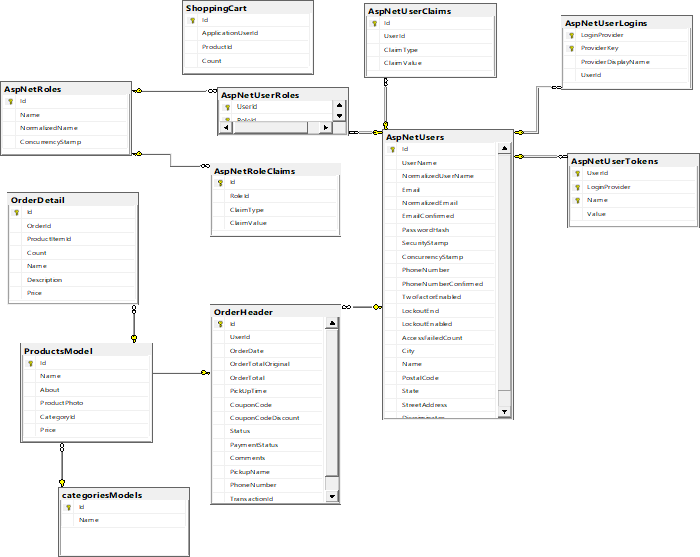 ShoppingCart
Id
ApplicationUserId
ProductId
Count
AspNetUserClaims
Id
UserId
ClaimType
ClaimValue
AspNetUserLogins
LoginProvider
ProviderKey
ProviderDisplayName
UserId
AspNetRoles
Id
Name
NormalizedName
ConcurrencyStamp
AspNetUserRoles
UserId
RoleId
AspNetUsers
Id
UserName
NormalizedUserName
Email
NormalizedEmail
EmailConfirmed
PasswordHash
SecurityStamp
ConcurrencyStamp
PhoneNumber
PhoneNumberConfirmed
TwoFactorEnabled
LockoutEnd
LockoutEnabled
AccessFailedCount
City
Name
PostalCode
State
StreetAddress
AspNetUserTokens
UserId
LoginProvider
Name
Value
AspNetRoleClaims
Id
RoleId
ClaimType
ClaimValue
OrderDetail
Id
OrderId
ProductItemId
Count
Name
Description
Price
OrderHeader
Id
UserId
OrderDate
OrderTotalOriginal
OrderTotal
PickUpTime
CouponCode
CouponCodeDiscount
Status
PaymentStatus
Comments
PickupName
PhoneNumber
TransactionId
ProductsModel
Id
Name
About
ProductPhoto
CategoryId
Price
categoriesModels
Id
Name